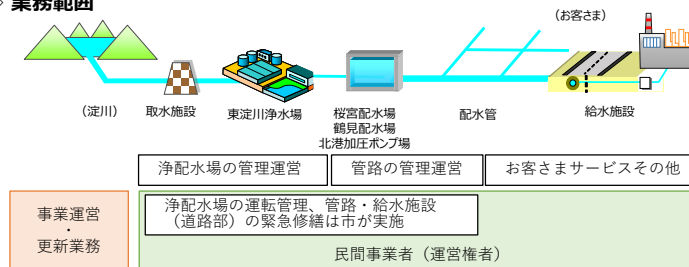 業務範囲
(お客さま)
(淀川)
取水施設
東淀川浄水場
桜宮配水場
鶴見配水場
北港加圧ポンプ場
配水管
給水施設
浄配水場の管理運営
管路の管理運営
お客さまサービスその他
事業運営
・
更新業務
浄配水場の運転管理、管路・給水施設
(道路部)の緊急修繕は市が実施
民間事業者(運営権者)